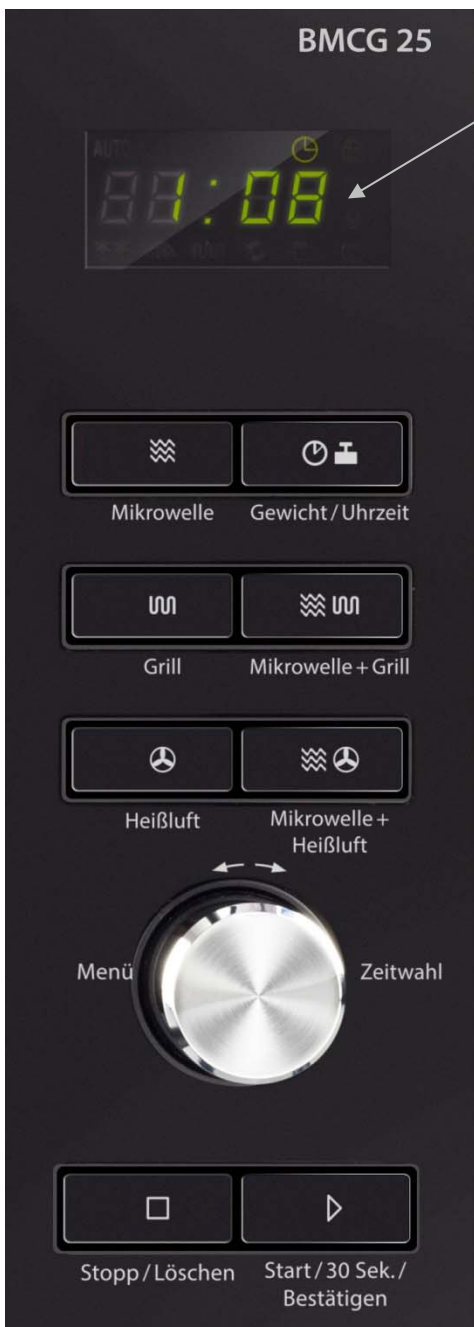 BMCG 25
AUTO
1:08
Mikrowelle
Gewicht / Uhrzeit
Grill
Mikrowelle + Grill
Heißluft
Mikrowelle +
Heißluft
Menü
Zeitwahl
Stopp / Löschen
Start / 30 Sek. /
Bestätigen